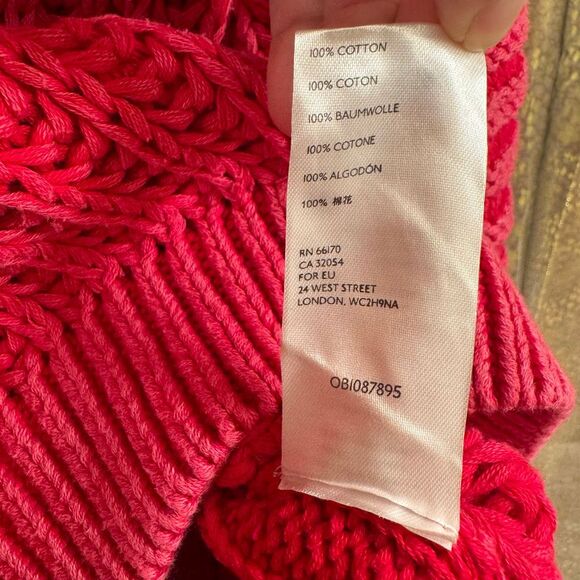 100% COTTON
100% COTON
100% BAUMWOLLE
100% COTONE
100% ALGODÓN
100% 棉花
RN 66170
CA 32054
FOR EU
24 WEST STREET
LONDON, WC2H9NA
OB1087895